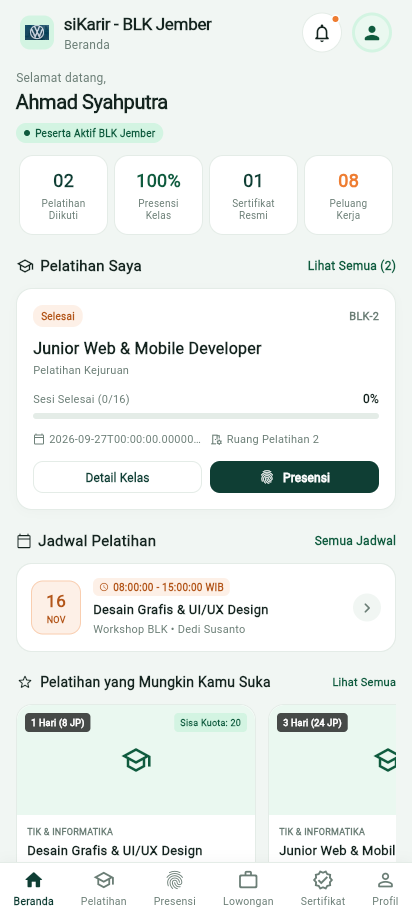 siKarir - BLK Jember
Beranda
Selamat datang,
Ahmad Syahputra
Peserta Aktif BLK Jember
02
Pelatihan
Diikuti
100%
Presensi
Kelas
01
Sertifikat
Resmi
08
Peluang
Kerja
Pelatihan Saya
Lihat Semua (2)
Selesai
BLK-2
Junior Web & Mobile Developer
Pelatihan Kejuruan
Sesi Selesai (0/16)
0%
2026-09-27T00:00:00.00000...
Ruang Pelatihan 2
Detail Kelas
Presensi
Jadwal Pelatihan
Semua Jadwal
16
NOV
08:00:00 - 15:00:00 WIB
Desain Grafis & UI/UX Design
Workshop BLK • Dedi Susanto
Pelatihan yang Mungkin Kamu Suka
Lihat Semua
1 Hari (8 JP)
Sisa Kuota: 20
TIK & INFORMATIKA
Desain Grafis & UI/UX Design
3 Hari (24 JP)
TIK & INFORMATIKA
Junior Web & Mobil
Beranda
Pelatihan
Presensi
Lowongan
Sertifikat
Profil